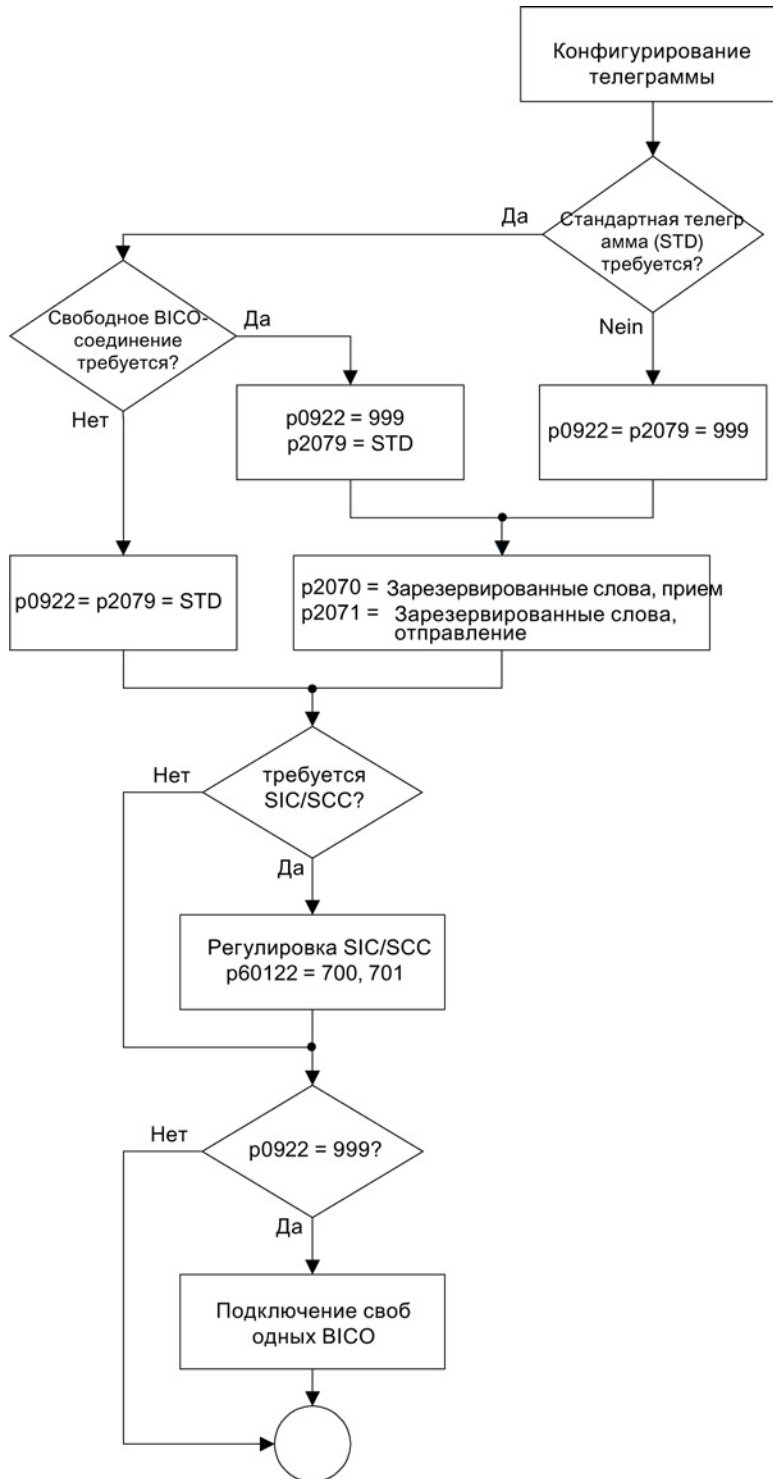 Конфигурирование
телеграммы
Да
Стандартная телегр
амма (STD)
требуется?
Свободное BICO-
соединение
требуется?
Да
Nein
Нет
p0922 = 999
p2079 = STD
p0922 = p2079 = 999
p0922 = p2079 = STD
p2070 = Зарезервированные слова, прием
p2071 = Зарезервированные слова,
отправление
Нет
требуется
SIC/SCC?
Да
Регулировка SIC/SCC
p60122 = 700, 701
Нет
p0922 = 999?
Да
Подключение своб
одных BICO